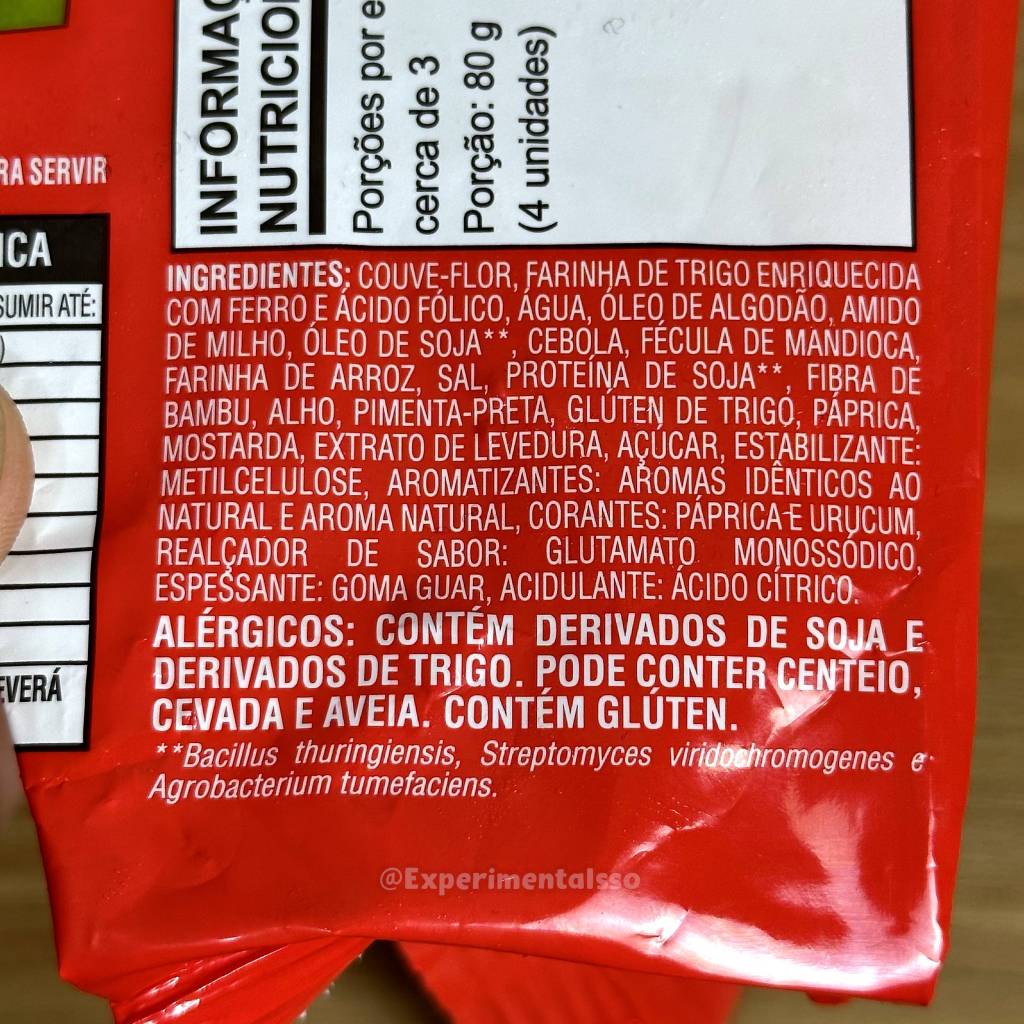 INFORMAÇ
NUTRICIO
Porções por e
cerca de 3
Porção: 80 g
(4 unidades)
RA SERVIR
ICA
SUMIR ATÉ:
EVERÁ
INGREDIENTES: COUVE-FLOR, FARINHA DE TRIGO ENRIQUECIDA
COM FERRO E ÁCIDO FÓLICO, ÁGUA, ÓLEO DE ALGODÃO, AMIDO
DE MILHO, ÓLEO DE SOJA**, CEBOLA, FÉCULA DE MANDIOCA,
FARINHA DE ARROZ, SAL, PROTEÍNA DE SOJA**, FIBRA DE
BAMBU, ALHO, PIMENTA-PRETA, GLÚTEN DE TRIGO, PÁPRICA,
MOSTARDA, EXTRATO DE LEVEDURA, AÇÚCAR, ESTABILIZANTE:
METILCELULOSE, AROMATIZANTES: AROMAS IDÊNTICOS AO
NATURAL E AROMA NATURAL, CORANTES: PÁPRICA E URUCUM,
REALÇADOR DE SABOR: GLUTAMATO MONOSSÓDICO,
ESPESSANTE: GOMA GUAR, ACIDULANTE: ÁCIDO CÍTRICO.
ALÉRGICOS: CONTÉM DERIVADOS DE SOJA E
DERIVADOS DE TRIGO. PODE CONTER CENTEIO,
CEVADA E AVEIA. CONTÉM GLÚTEN.
**Bacillus thuringiensis, Streptomyces viridochromogenes e
Agrobacterium tumefaciens.
@Experimentalsso